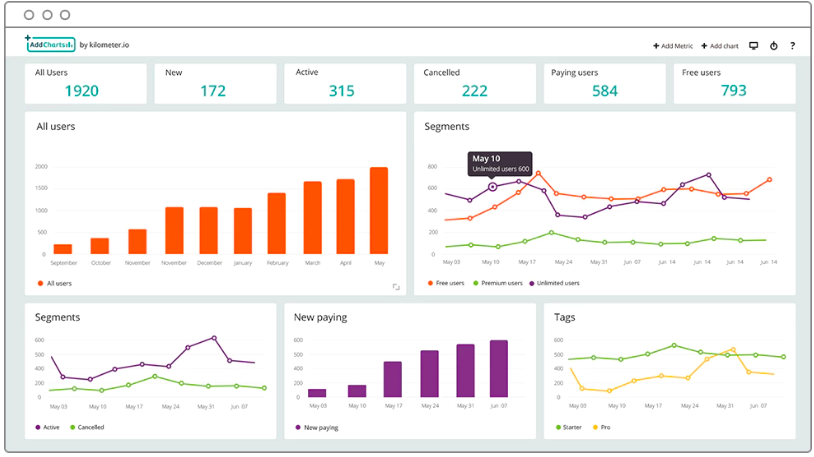 AddCharts by kilometer.io
Add Metric Add chart ?
All Users New Active Cancelled Paying users Free users
1920 172 315 222 584 793
All users
2000
1500
1000
500
0
September October November November December January February March April May
All users
Segments
May 10
Unlimited users 600
800
600
400
200
0
May 03 May 10 May 17 May 24 May 31 Jun 07 Jun 14 Jun 14 Jun 14
Free users Premium users Unlimited users
Segments
600
500
400
200
0
May 03 May 10 May 17 May 24 May 31 Jun 07
Active Cancelled
New paying
600
500
400
200
0
May 03 May 10 May 17 May 24 May 31 Jun 07
New paying
Tags
600
500
400
200
0
May 03 May 10 May 17 May 24 May 31 Jun 07
Starter Pro